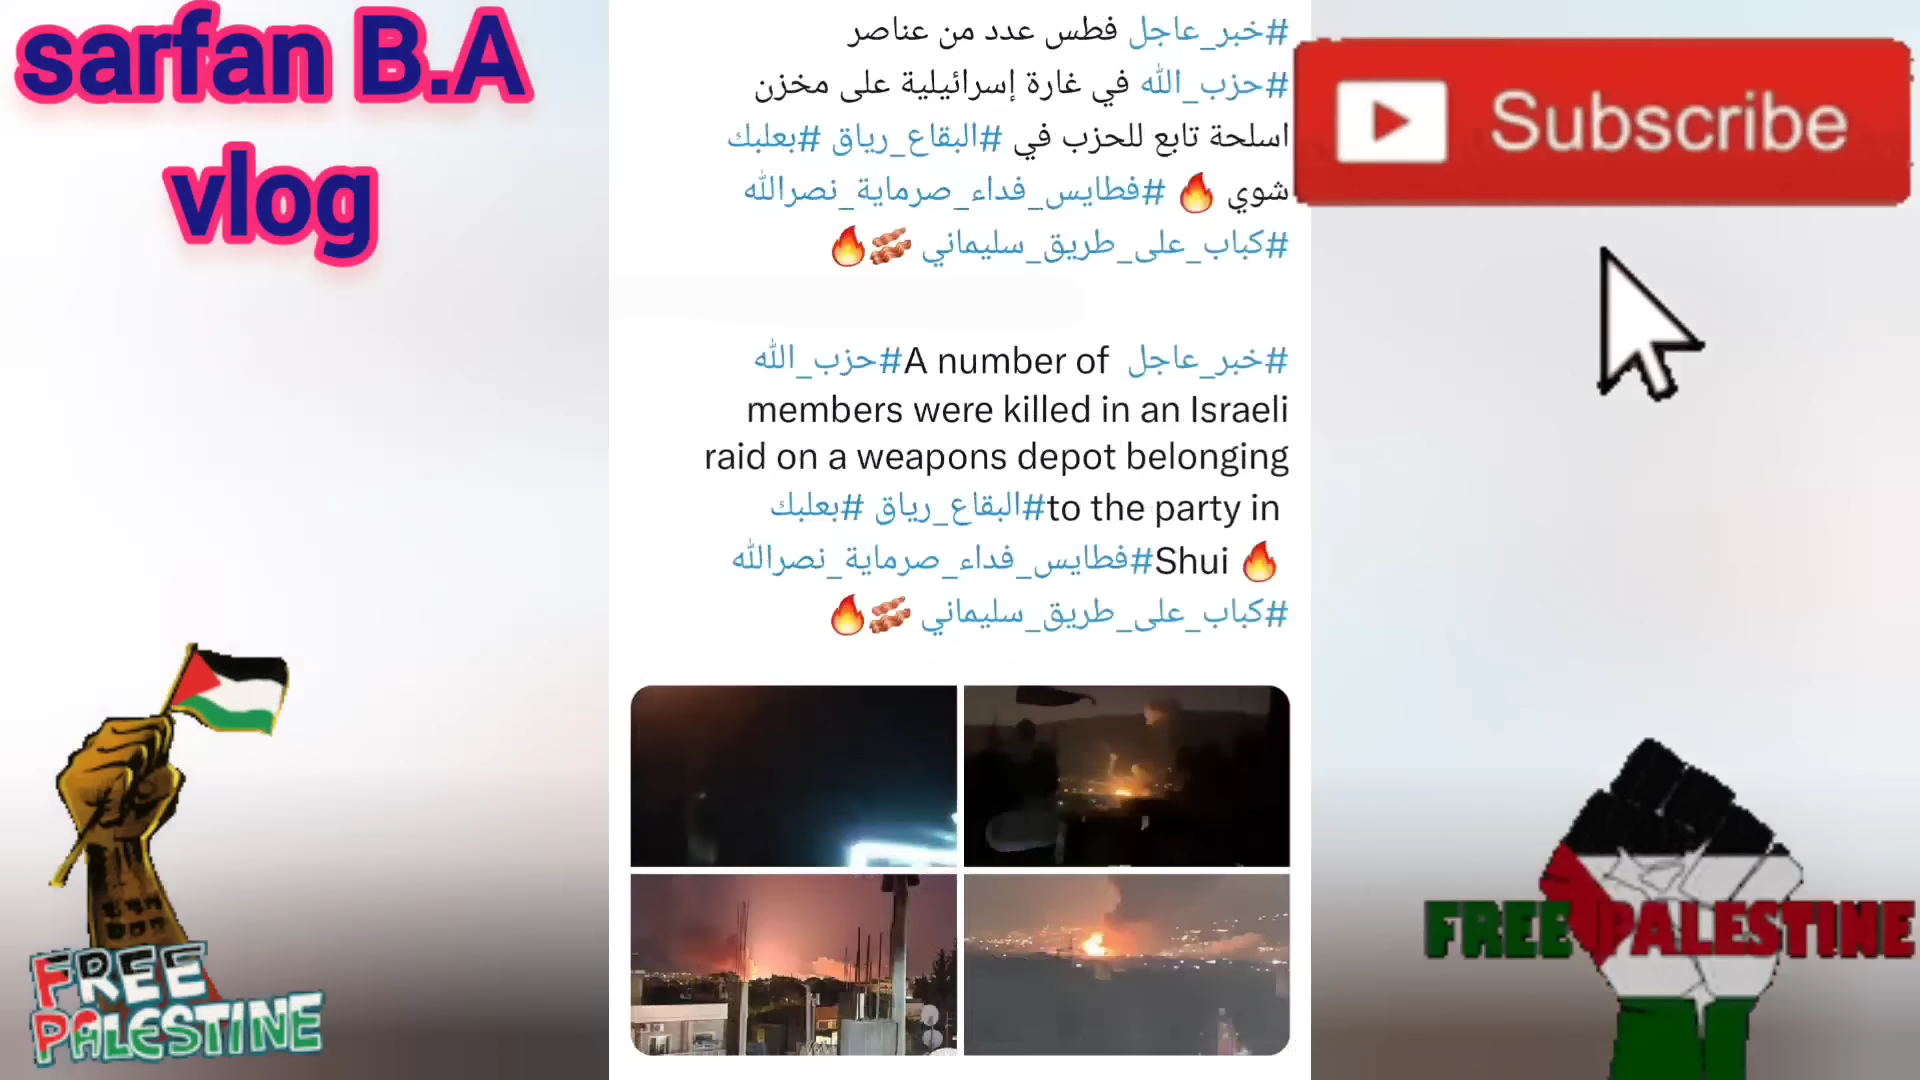 sarfan B.A
vlog
#خبر_عاجل فطس عدد من عناصر
#حزب_الله في غارة إسرائيلية على مخزن
اسلحة تابع للحزب في #البقاع_رياق #بعلبك
شوي 🔥 #فطايس_فداء_صرماية_نصرالله
#كباب_على_طريق_سليماني 🥓🔥
#خبر_عاجل A number of #حزب_الله
members were killed in an Israeli
raid on a weapons depot belonging
to the party in #البقاع_رياق #بعلبك
🔥 Shui #فطايس_فداء_صرماية_نصرالله
#كباب_على_طريق_سليماني 🥓🔥
Subscribe
FREE
PALESTINE
FREE PALESTINE